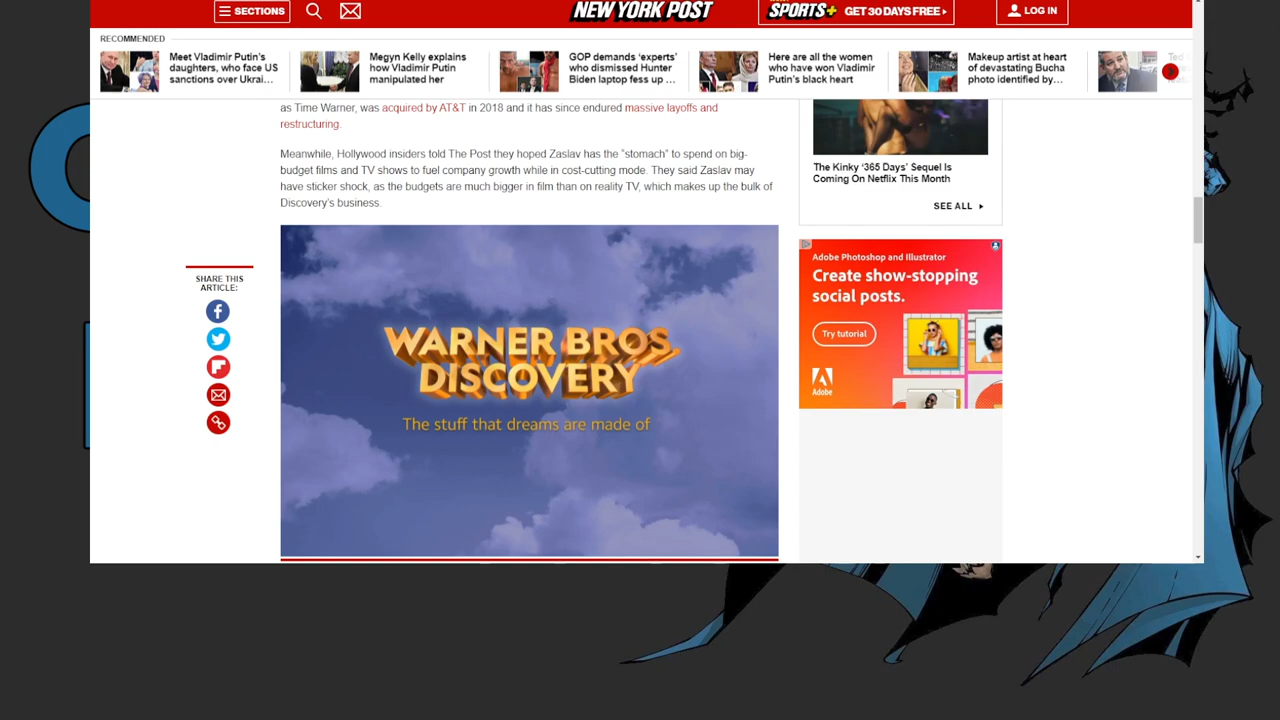 SECTIONS
NEW YORK POST
SPORTS+ GET 30 DAYS FREE
LOG IN
RECOMMENDED
Meet Vladimir Putin's
daughters, who face US
sanctions over Ukrai...
Megyn Kelly explains
how Vladimir Putin
manipulated her
GOP demands 'experts'
who dismissed Hunter
Biden laptop fess up ...
Here are all the women
who have won Vladimir
Putin's black heart
Makeup artist at heart
of devastating Bucha
photo identified by...
as Time Warner, was acquired by AT&T in 2018 and it has since endured massive layoffs and
restructuring.
Meanwhile, Hollywood insiders told The Post they hoped Zaslav has the "stomach" to spend on big-
budget films and TV shows to fuel company growth while in cost-cutting mode. They said Zaslav may
have sticker shock, as the budgets are much bigger in film than on reality TV, which makes up the bulk of
Discovery's business.
SHARE THIS
ARTICLE:
WARNER BROS.
DISCOVERY
The stuff that dreams are made of
The Kinky '365 Days' Sequel Is
Coming On Netflix This Month
SEE ALL
Adobe Photoshop and Illustrator
Create show-stopping
social posts.
Try tutorial
Adobe